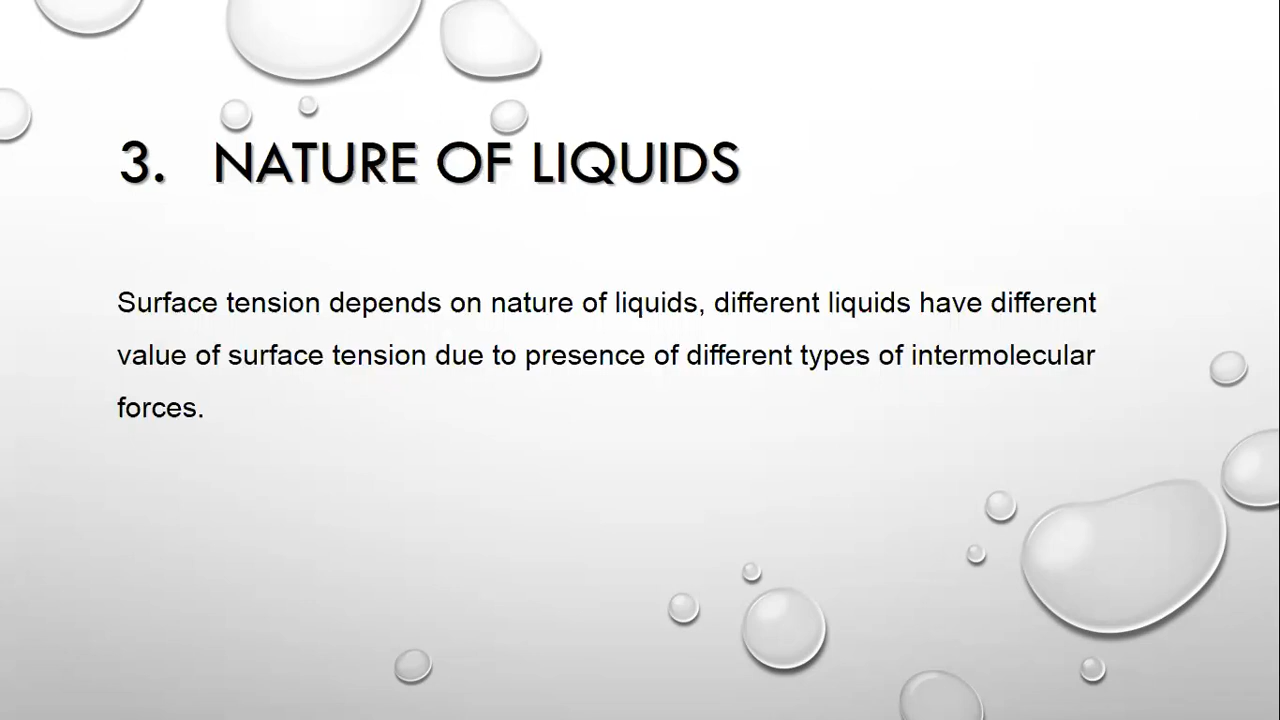 3. NATURE OF LIQUIDS
Surface tension depends on nature of liquids, different liquids have different
value of surface tension due to presence of different types of intermolecular
forces.